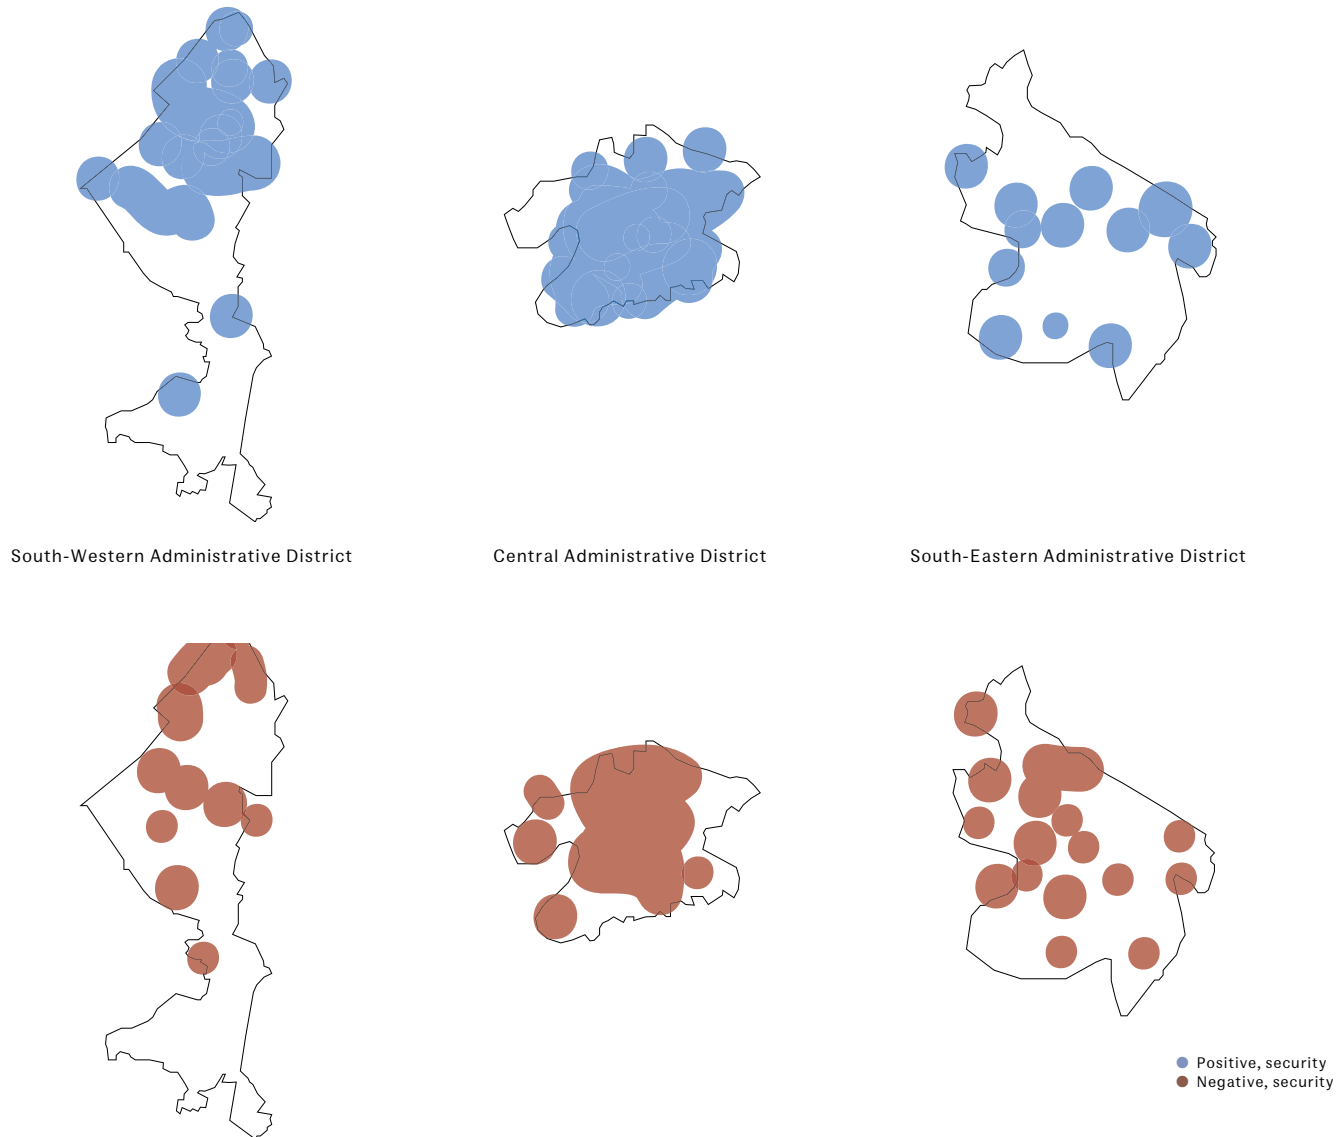 South-Western Administrative District
Central Administrative District
South-Eastern Administrative District
Positive, security
Negative, security